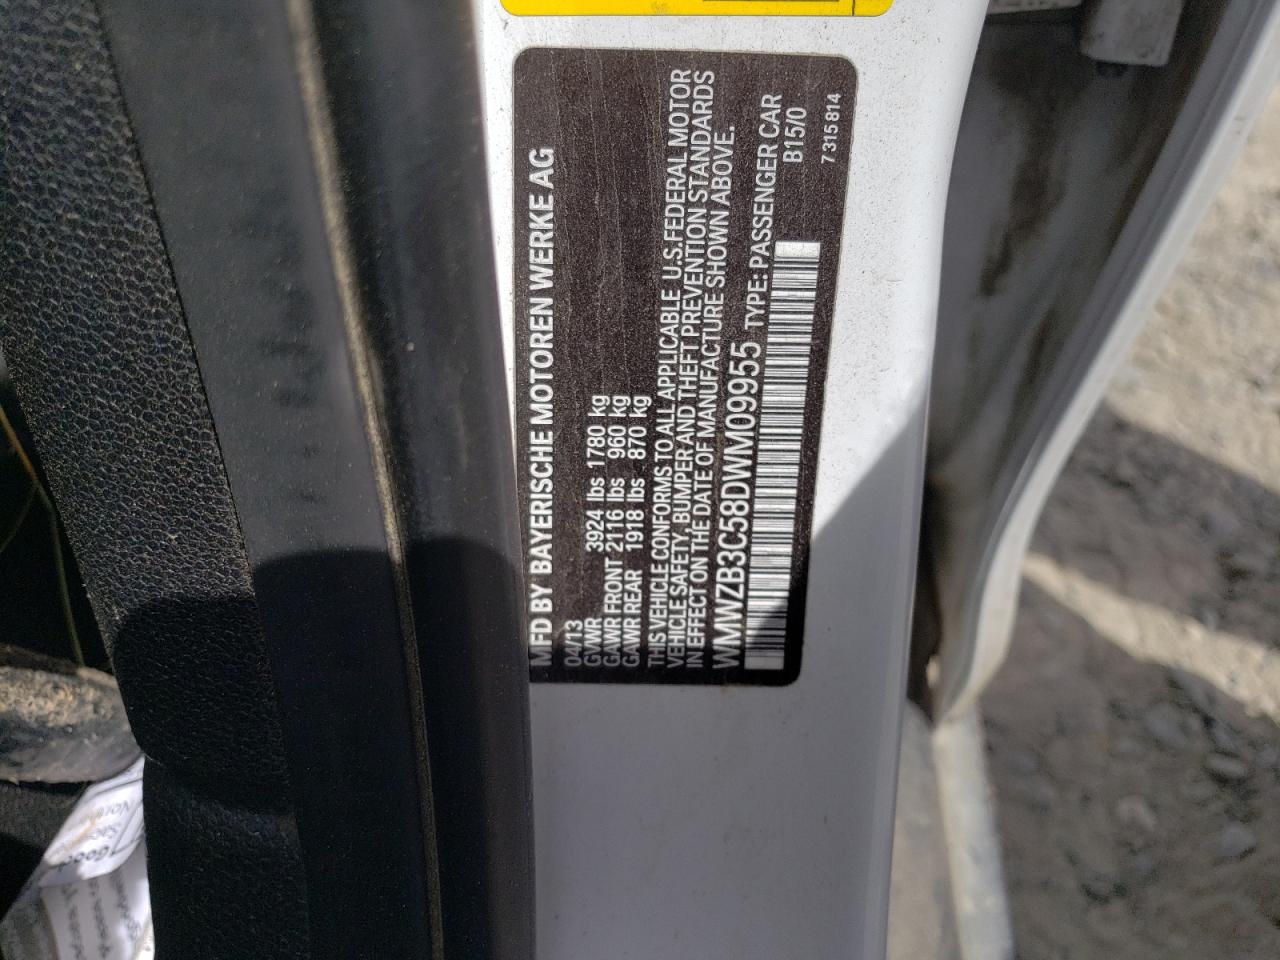 MFD BY BAYERISCHE MOTOREN WERKE AG
04/13
GVWR 3924 lbs 1780 kg
GAWR FRONT 2116 lbs 960 kg
GAWR REAR 1918 lbs 870 kg
THIS VEHICLE CONFORMS TO ALL APPLICABLE U.S.FEDERAL MOTOR
VEHICLE SAFETY, BUMPER AND THEFT PREVENTION STANDARDS
IN EFFECT ON THE DATE OF MANUFACTURE SHOWN ABOVE.
WMWZB3C58DWM09955 TYPE: PASSENGER CAR
B15/0
7 315 814